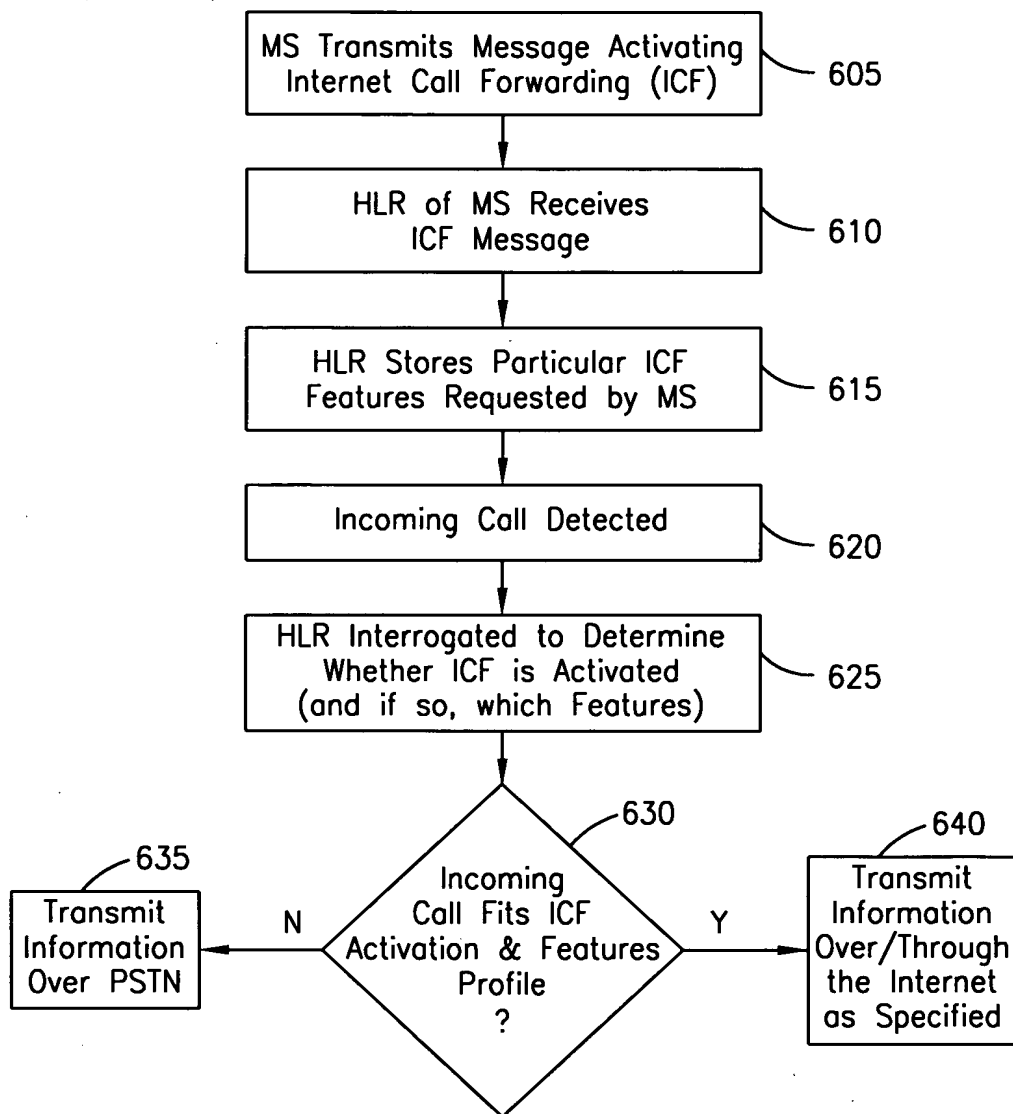 MS Transmits Message Activating
Internet Call Forwarding (ICF)
605
HLR of MS Receives
ICF Message
610
HLR Stores Particular ICF
Features Requested by MS
615
Incoming Call Detected
620
HLR Interrogated to Determine
Whether ICF is Activated
(and if so, which Features)
625
630
Incoming
Call Fits ICF
Activation & Features
Profile
?
N
Y
635
Transmit
Information
Over PSTN
640
Transmit
Information
Over/Through
the Internet
as Specified